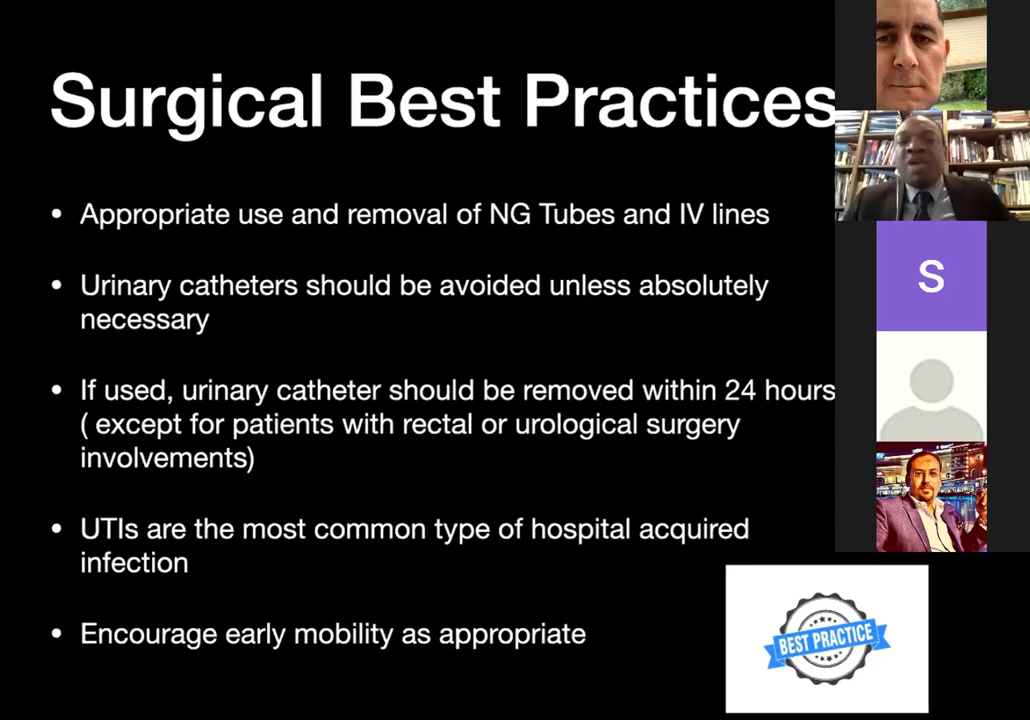 Surgical Best Practices
• Appropriate use and removal of NG Tubes and IV lines
• Urinary catheters should be avoided unless absolutely
necessary
• If used, urinary catheter should be removed within 24 hours
( except for patients with rectal or urological surgery
involvements)
• UTIs are the most common type of hospital acquired
infection
• Encourage early mobility as appropriate
S
BEST PRACTICE